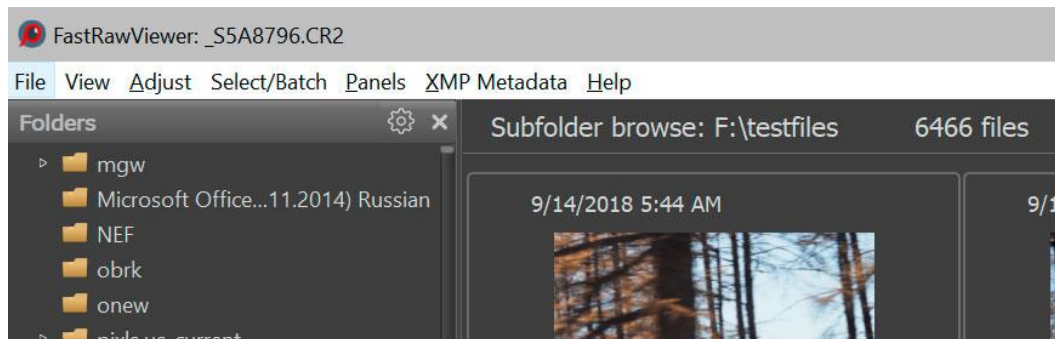 FastRawViewer: _S5A8796.CR2
File View Adjust Select/Batch Panels XMP Metadata Help
Folders
Subfolder browse: F:\testfiles 6466 files
mgw
Microsoft Office...11.2014) Russian
NEF
obrk
onew
9/14/2018 5:44 AM